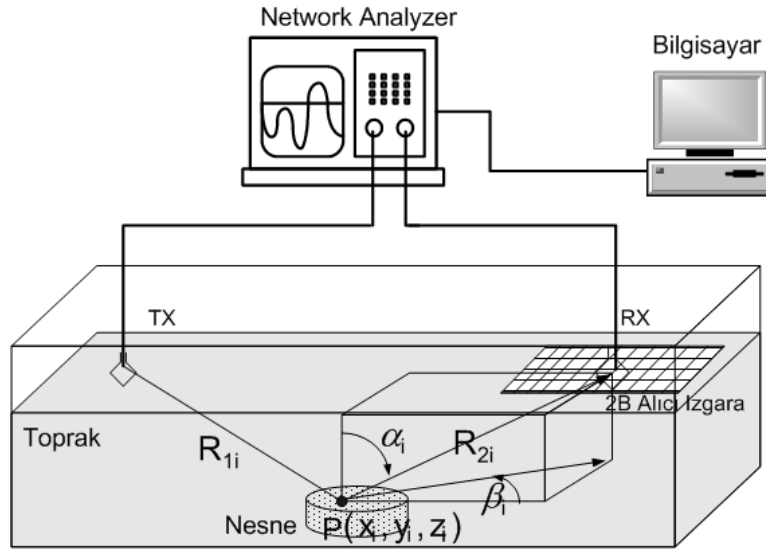 Network Analyzer
Bilgisayar
TX
RX
2B Alıcı Izgara
Toprak
R1i
αi
R2i
βi
Nesne
P(xi, yi, zi)